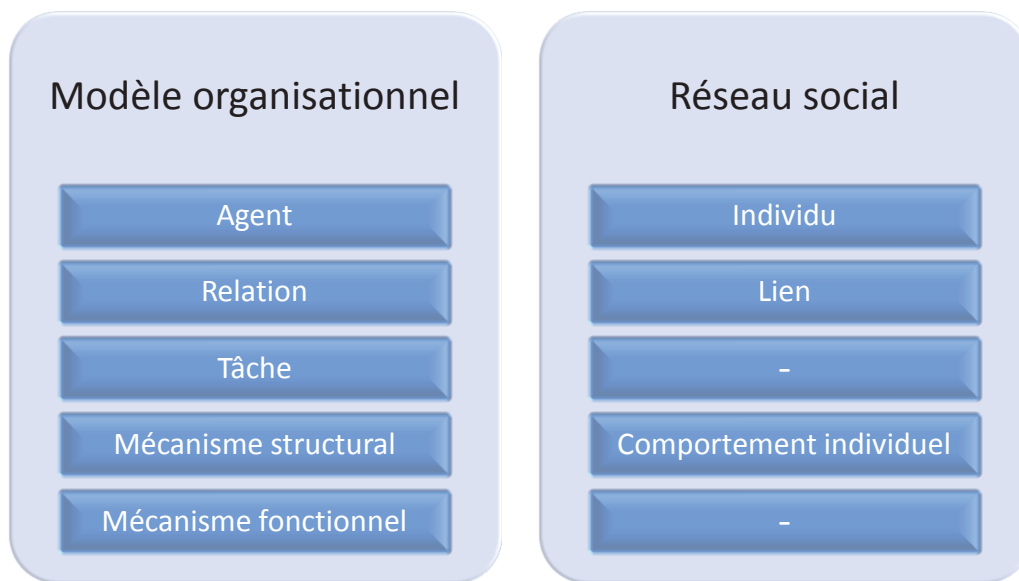 Modèle organisationnel
Agent
Relation
Tâche
Mécanisme structural
Mécanisme fonctionnel
Réseau social
Individu
Lien
-
Comportement individuel
-